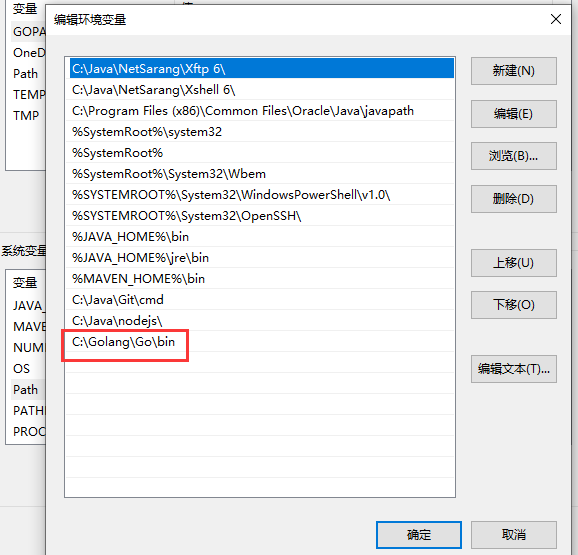 变量
GOPA
OneD
Path
TEMP
TMP
系统变量
变量
JAVA_
MAVE
NUM
OS
Path
PATH
PROC
编辑环境变量
C:\Java\NetSarang\Xftp 6\
C:\Java\NetSarang\Xshell 6\
C:\Program Files (x86)\Common Files\Oracle\Java\javapath
%SystemRoot%\system32
%SystemRoot%
%SystemRoot%\System32\Wbem
%SYSTEMROOT%\System32\WindowsPowerShell\v1.0\
%SYSTEMROOT%\System32\OpenSSH\
%JAVA_HOME%\bin
%JAVA_HOME%\jre\bin
%MAVEN_HOME%\bin
C:\Java\Git\cmd
C:\Java\nodejs\
C:\Golang\Go\bin
新建(N)
编辑(E)
浏览(B)...
删除(D)
上移(U)
下移(O)
编辑文本(T)...
确定
取消